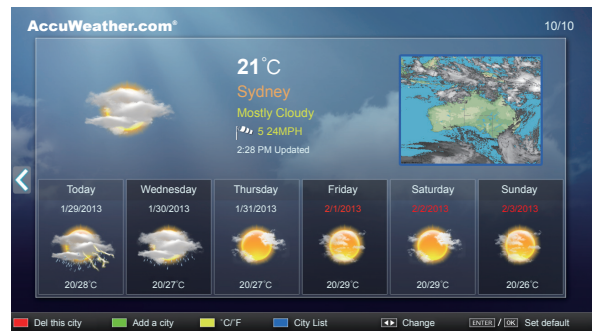 AccuWeather.com®
10/10
21°C
Sydney
Mostly Cloudy
5 24MPH
2:28 PM Updated
Today Wednesday Thursday Friday Saturday Sunday
1/29/2013 1/30/2013 1/31/2013 2/1/2013 2/2/2013 2/3/2013
20/28°C 20/27°C 20/27°C 20/29°C 20/29°C 20/26°C
Del this city Add a city °C/°F City List Change ENTER / OK Set default